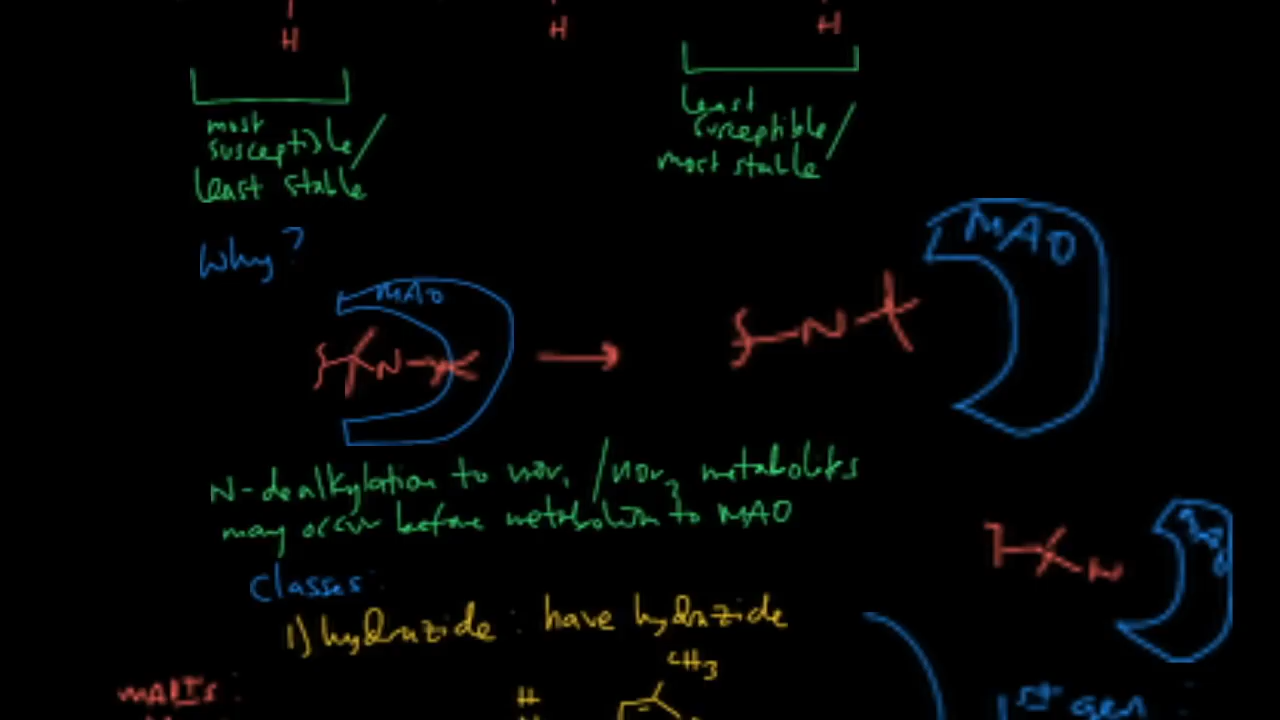 H H H
most
susceptible/
least stable
least
susceptible/
most stable
Why?
MAO
MAO
N
N
N-dealkylation to nor1/nor2 metabolites
may occur before metabolism to MAO
N
Classes:
1) hydrazide: have hydrazide
CH3
MAOIs:
H
1st gen: